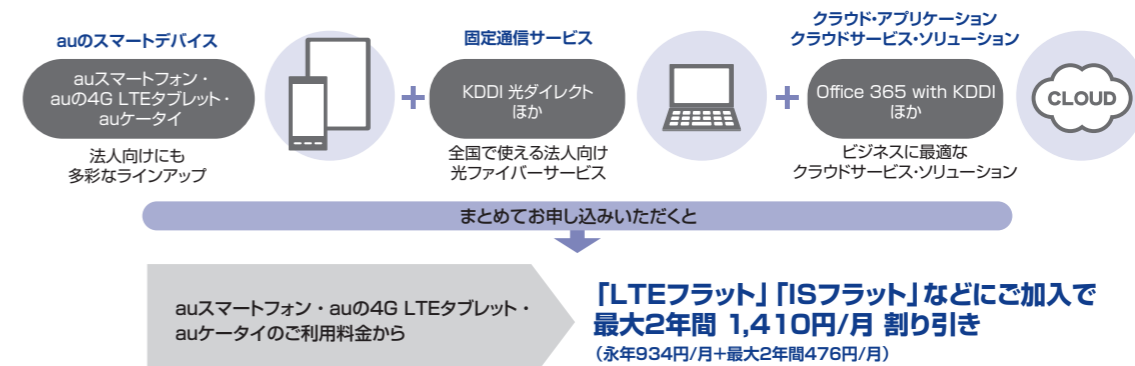 auのスマートデバイス
auスマートフォン・
auの4G LTEタブレット・
auケータイ
法人向けにも
多彩なラインアップ
+
固定通信サービス
KDDI 光ダイレクト
ほか
全国で使える法人向け
光ファイバーサービス
+
クラウド・アプリケーション
クラウドサービス・ソリューション
Office 365 with KDDI
ほか
ビジネスに最適な
クラウドサービス・ソリューション
CLOUD
まとめてお申し込みいただくと
auスマートフォン・auの4G LTEタブレット・
auケータイのご利用料金から
「LTEフラット」「ISフラット」などにご加入で
最大2年間 1,410円/月 割り引き
(永年934円/月+最大2年間476円/月)